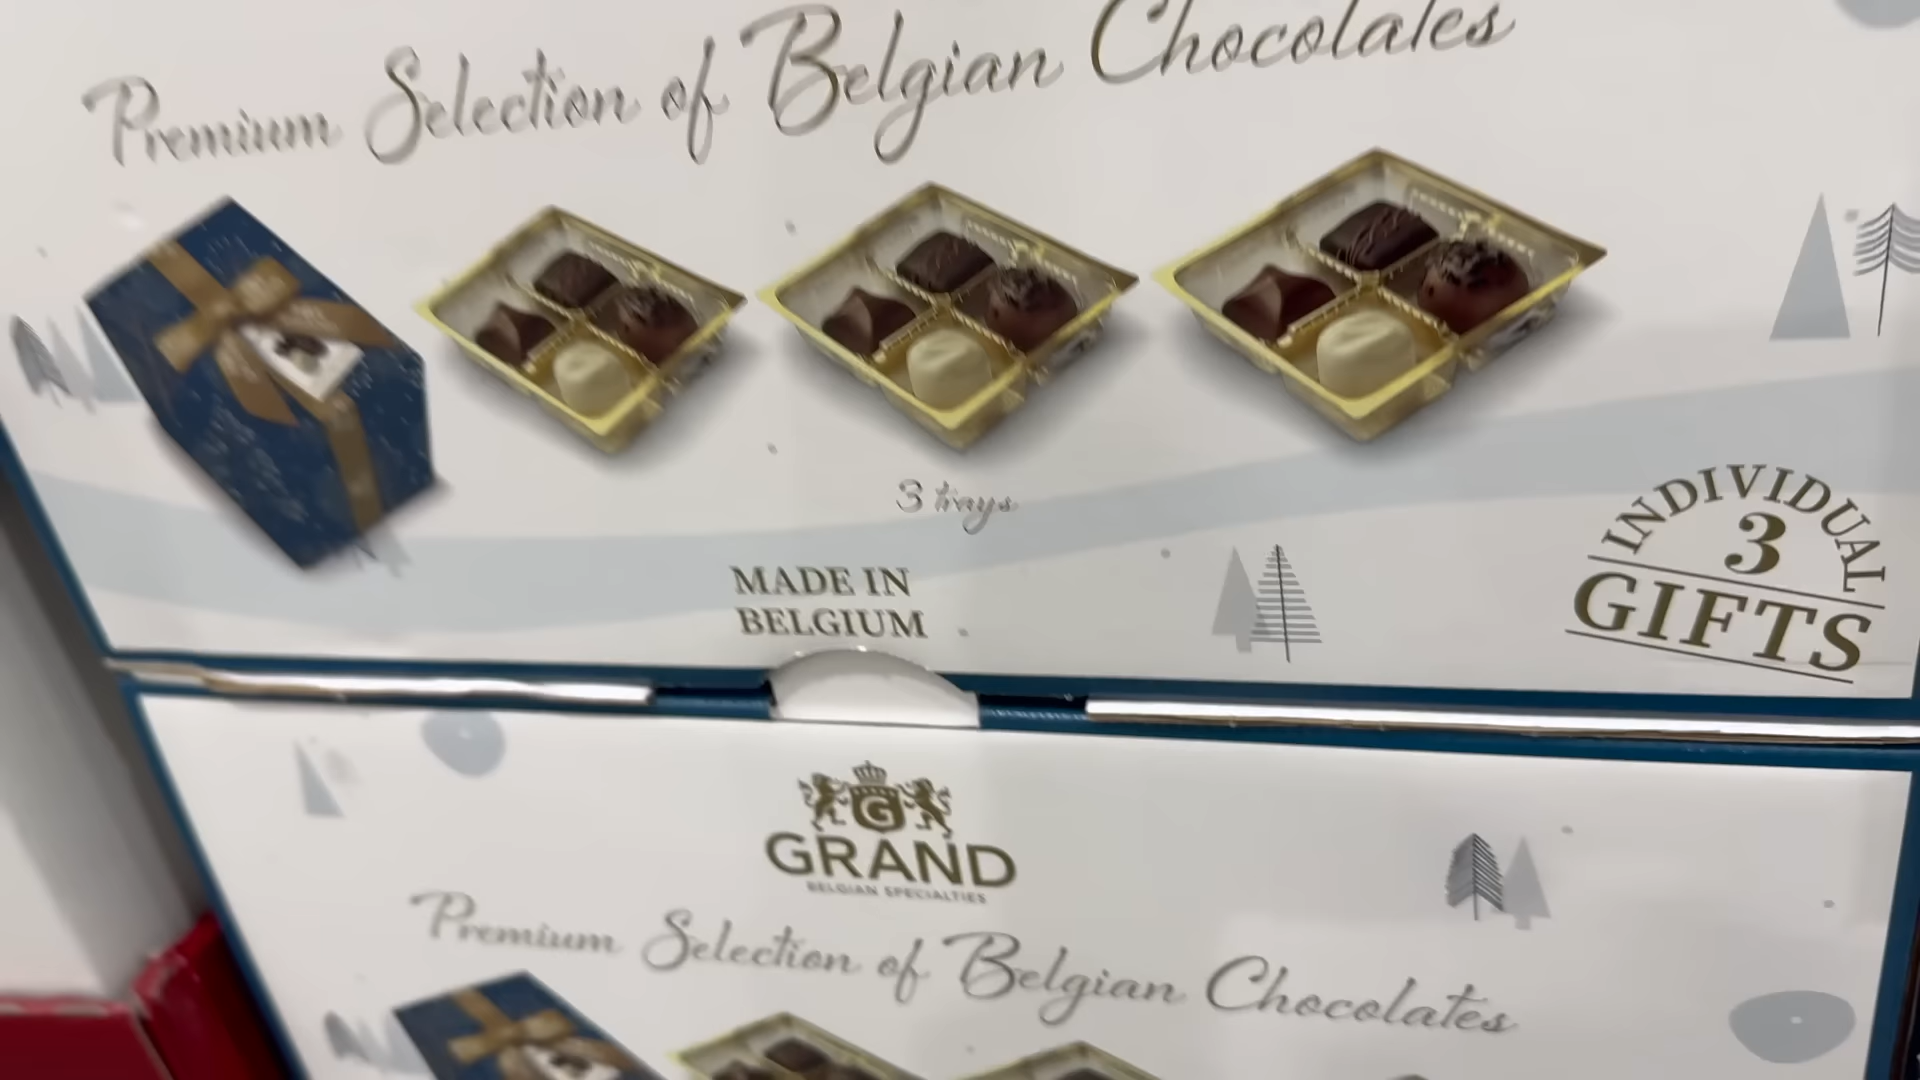 Premium Selection of Belgian Chocolates
3 trays
MADE IN
BELGIUM
INDIVIDUAL
3
GIFTS
G
GRAND
BELGIAN SPECIALTIES
Premium Selection of Belgian Chocolates